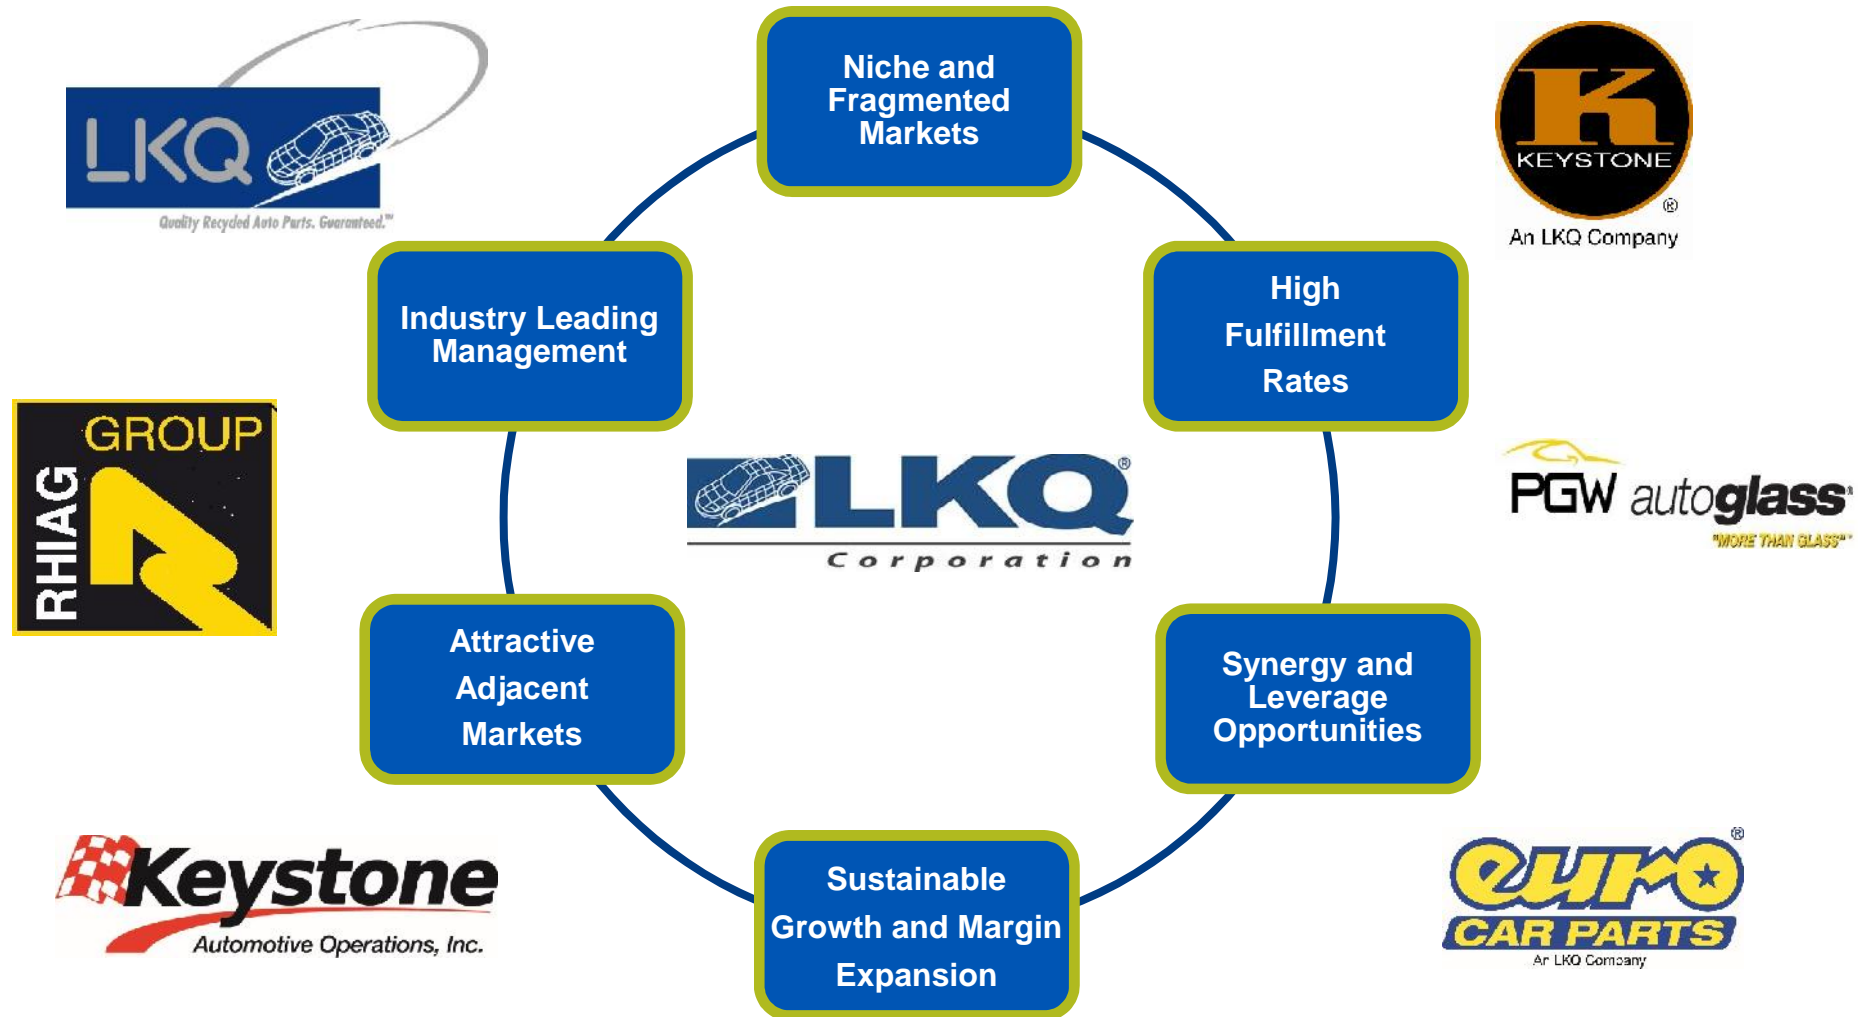 Niche and
Fragmented
Markets
LKQ
Quality Recycled Auto Parts. Guaranteed.™
K
KEYSTONE
®
An LKQ Company
Industry Leading
Management
High
Fulfillment
Rates
RHIAG
GROUP
LKQ®
Corporation
PGW autoglass®
"MORE THAN GLASS"
Attractive
Adjacent
Markets
Synergy and
Leverage
Opportunities
Keystone
Automotive Operations, Inc.
Sustainable
Growth and Margin
Expansion
euro®
CAR PARTS
An LKQ Company